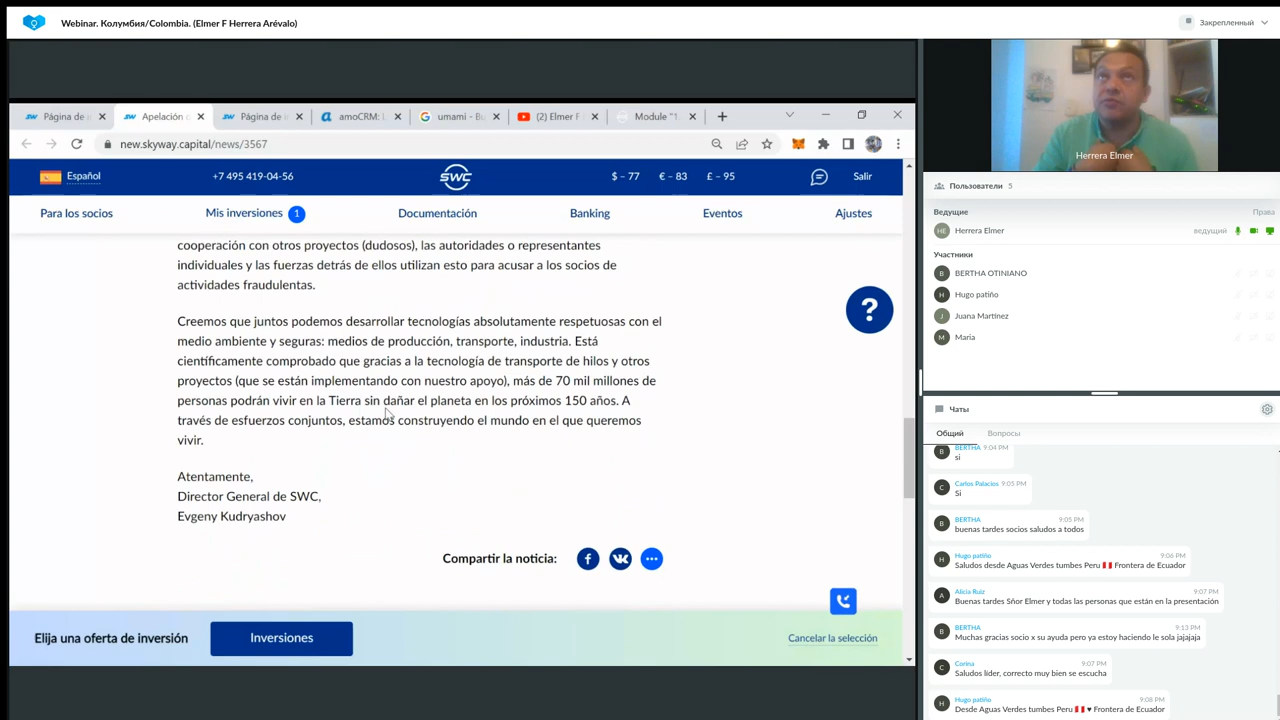 Webinar. Колумбия/Colombia. (Elmer F Herrera Arévalo)
Закрепленный
Página de i
Apelación
Página de i
amoCRM:
umami - Bu
(2) Elmer F
Module "1
new.skyway.capital/news/3567
Español
+7 495 419-04-56
SWC
$ – 77
€ – 83
£ – 95
Salir
Para los socios
Mis inversiones 1
Documentación
Banking
Eventos
Ajustes
cooperación con otros proyectos (dudosos), las autoridades o representantes
individuales y las fuerzas detrás de ellos utilizan esto para acusar a los socios de
actividades fraudulentas.
Creemos que juntos podemos desarrollar tecnologías absolutamente respetuosas con el
medio ambiente y seguras: medios de producción, transporte, industria. Está
científicamente comprobado que gracias a la tecnología de transporte de hilos y otros
proyectos (que se están implementando con nuestro apoyo), más de 70 mil millones de
personas podrán vivir en la Tierra sin dañar el planeta en los próximos 150 años. A
través de esfuerzos conjuntos, estamos construyendo el mundo en el que queremos
vivir.
Atentamente,
Director General de SWC,
Evgeny Kudryashov
Compartir la noticia:
?
Elija una oferta de inversión
Inversiones
Cancelar la selección
Herrera Elmer
Пользователи 5
Ведущие
Права
HE Herrera Elmer
ведущий
Участники
B BERTHA OTINIANO
H Hugo patiño
J Juana Martínez
M Maria
Чаты
Общий
Вопросы
BERTHA 9:04 PM
B si
Carlos Palacios 9:05 PM
C Si
BERTHA 9:05 PM
B buenas tardes socios saludos a todos
Hugo patiño 9:06 PM
H Saludos desde Aguas Verdes tumbes Peru 🇵🇪 Frontera de Ecuador
Alicia Ruiz 9:07 PM
A Buenas tardes Sñor Elmer y todas las personas que están en la presentación
BERTHA 9:13 PM
B Muchas gracias socio x su ayuda pero ya estoy haciendo le sola jajajaja
Corina 9:07 PM
C Saludos líder, correcto muy bien se escucha
Hugo patiño 9:08 PM
H Desde Aguas Verdes tumbes Peru 🇵🇪 ♥ Frontera de Ecuador